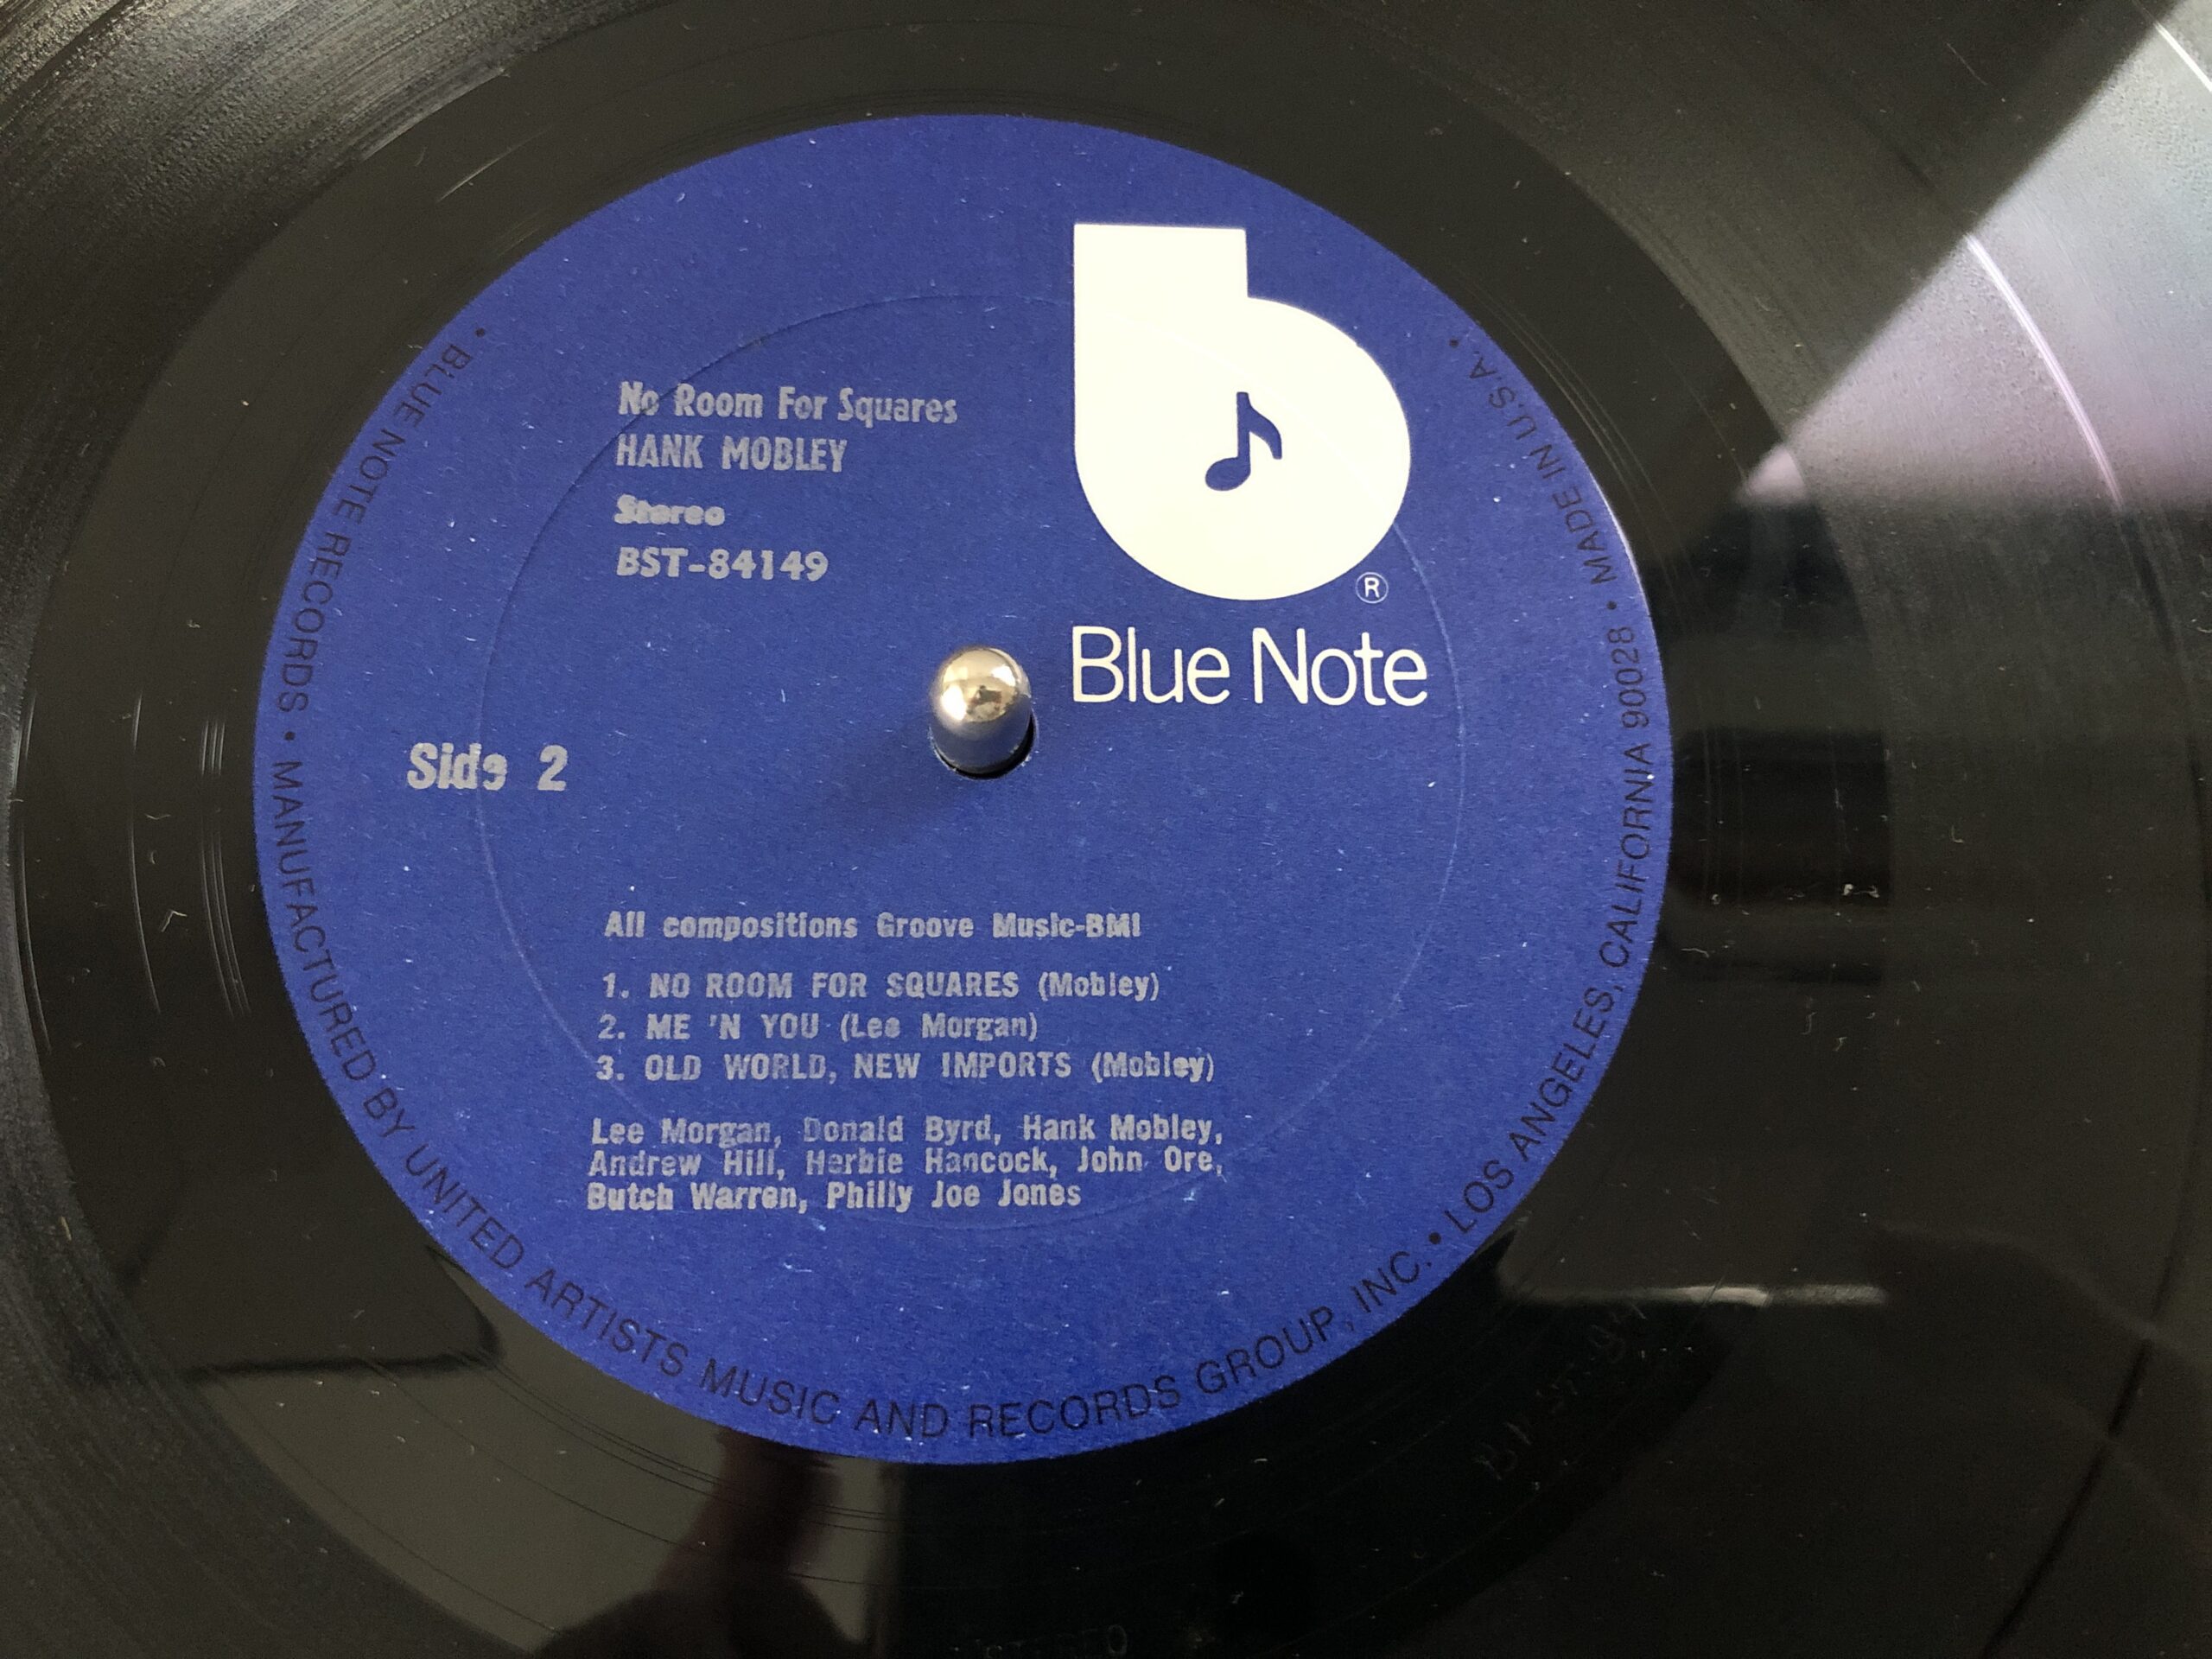 No Room For Squares
HANK MOBLEY
Stereo
BST-84149
®
Blue Note
Side 2
All compositions Groove Music-BMI
1. NO ROOM FOR SQUARES (Mobley)
2. ME 'N YOU (Lee Morgan)
3. OLD WORLD, NEW IMPORTS (Mobley)
Lee Morgan, Donald Byrd, Hank Mobley,
Andrew Hill, Herbie Hancock, John Ore,
Butch Warren, Philly Joe Jones
• BLUE NOTE RECORDS • MANUFACTURED BY UNITED ARTISTS MUSIC AND RECORDS GROUP, INC. • LOS ANGELES, CALIFORNIA 90028 • MADE IN U.S.A. •